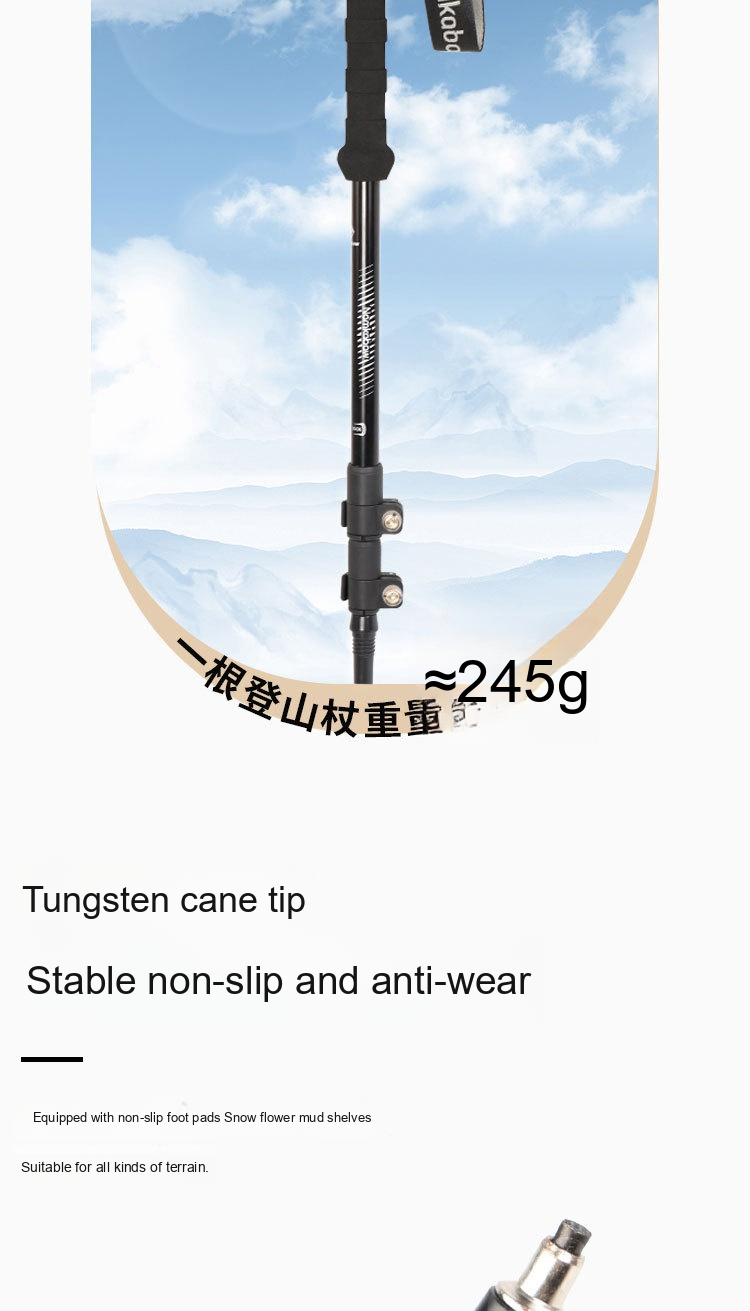 一根登山杖重量
≈245g
Tungsten cane tip
Stable non-slip and anti-wear
Equipped with non-slip foot pads Snow flower mud shelves
Suitable for all kinds of terrain.